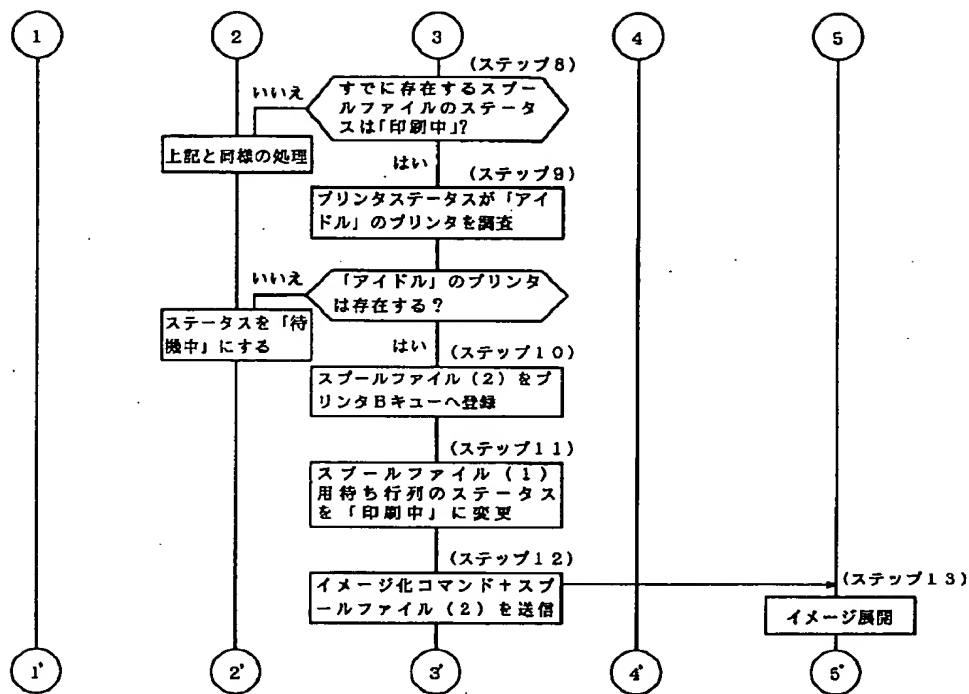 1
2
3
4
5
(ステップ8)
いいえ
すでに存在するスプー
ルファイルのステータ
スは「印刷中」?
上記と同様の処理
はい
(ステップ9)
プリンタステータスが「アイ
ドル」のプリンタを調査
いいえ
「アイドル」のプリンタ
は存在する?
ステータスを「待
機中」にする
はい
(ステップ10)
スプールファイル(2)をプ
リンタBキューへ登録
(ステップ11)
スプールファイル(1)
用待ち行列のステータス
を「印刷中」に変更
(ステップ12)
イメージ化コマンド+スプ
ールファイル(2)を送信
(ステップ13)
イメージ展開
1'
2'
3'
4'
5'